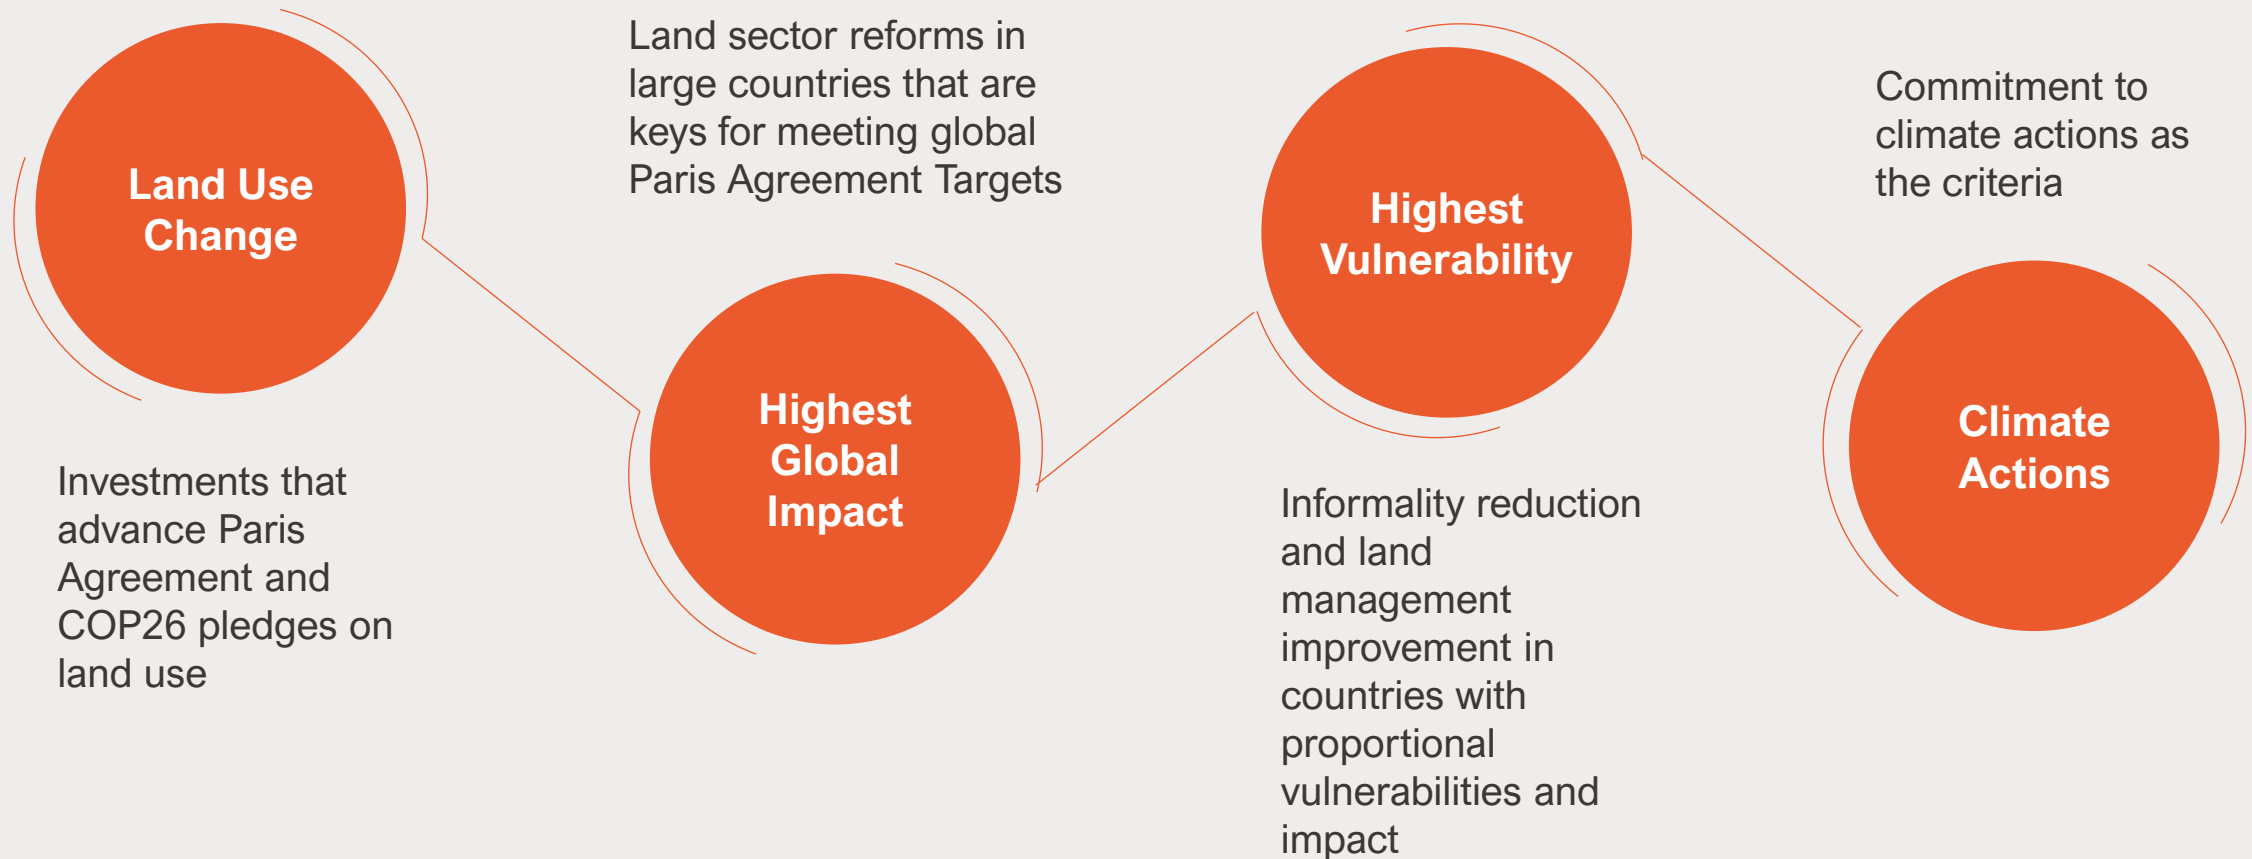 Land Use
Change
Investments that
advance Paris
Agreement and
COP26 pledges on
land use
Land sector reforms in
large countries that are
keys for meeting global
Paris Agreement Targets
Highest
Global
Impact
Highest
Vulnerability
Informality reduction
and land
management
improvement in
countries with
proportional
vulnerabilities and
impact
Commitment to
climate actions as
the criteria
Climate
Actions